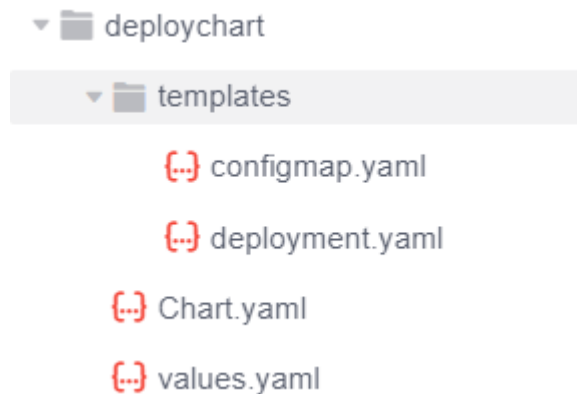 deploychart
templates
configmap.yaml
deployment.yaml
Chart.yaml
values.yaml